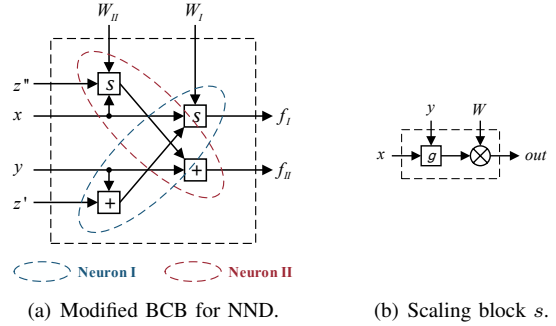 W_II W_I
z" s
x s f_I
y + f_II
z' +
Neuron I Neuron II
y W
x g out
(a) Modified BCB for NND. (b) Scaling block s.